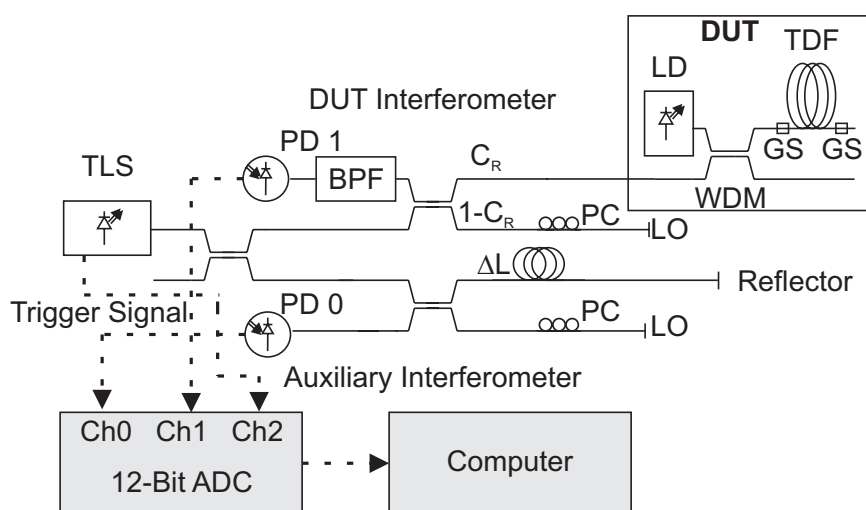 DUT
TDF
LD
DUT Interferometer
PD 1
GS GS
TLS
BPF
C_R
WDM
1-C_R
PC
LO
ΔL
Reflector
Trigger Signal
PD 0
PC
LO
Auxiliary Interferometer
Ch0 Ch1 Ch2
12-Bit ADC
Computer